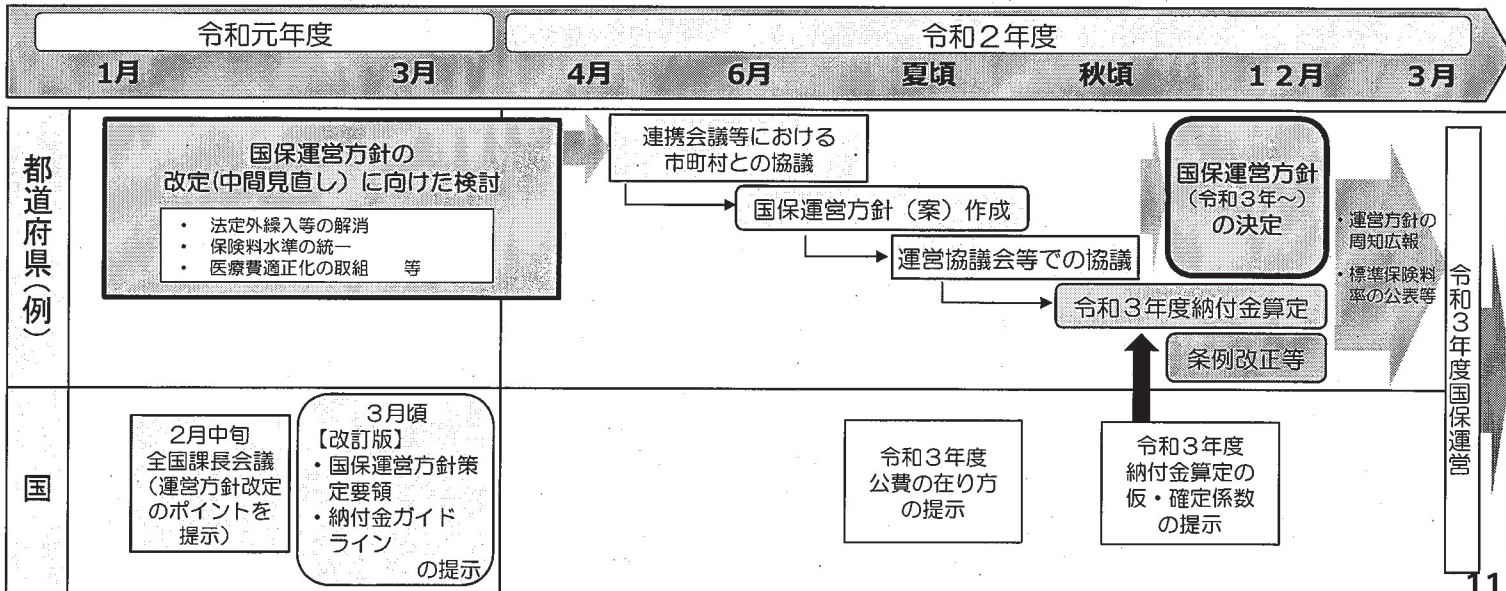 令和元年度
令和2年度
1月
3月
4月
6月
夏頃
秋頃
12月
3月
都道府県(例)
国保運営方針の
改定(中間見直し)に向けた検討
・ 法定外繰入等の解消
・ 保険料水準の統一
・ 医療費適正化の取組 等
連携会議等における
市町村との協議
国保運営方針(案)作成
運営協議会等での協議
令和3年度納付金算定
条例改正等
国保運営方針
(令和3年~)
の決定
・運営方針の
周知広報
・標準保険料
率の公表等
令和3年度国保運営
国
2月中旬
全国課長会議
(運営方針改定
のポイントを
提示)
3月頃
【改訂版】
・国保運営方針策
定要領
・納付金ガイド
ライン
の提示
令和3年度
公費の在り方
の提示
令和3年度
納付金算定の
仮・確定係数
の提示
11